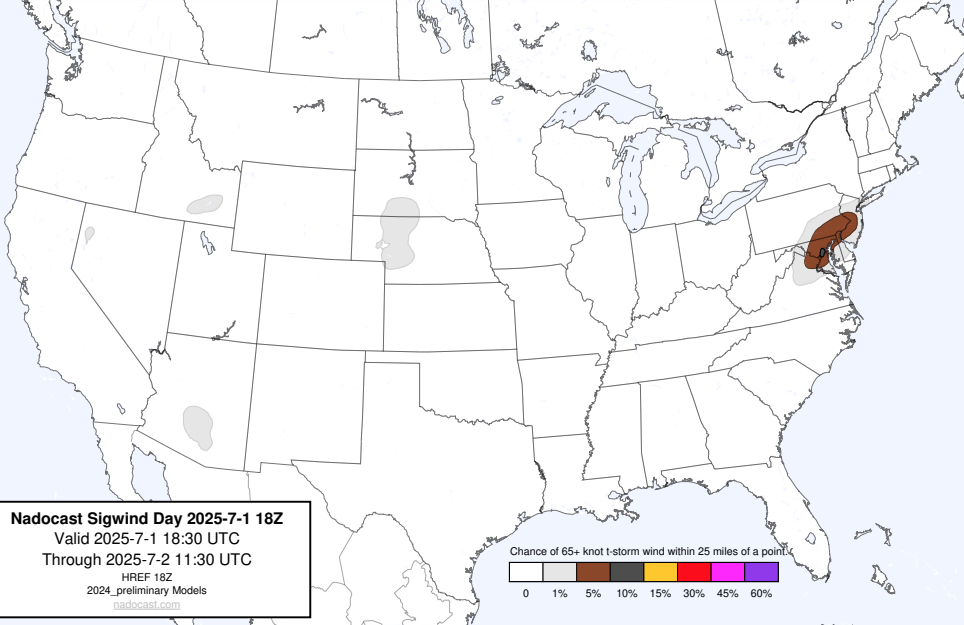 Nadocast Sigwind Day 2025-7-1 18Z
Valid 2025-7-1 18:30 UTC
Through 2025-7-2 11:30 UTC
HREF 18Z
2024_preliminary Models
nadocast.com
Chance of 65+ knot t-storm wind within 25 miles of a point.
0 1% 5% 10% 15% 30% 45% 60%